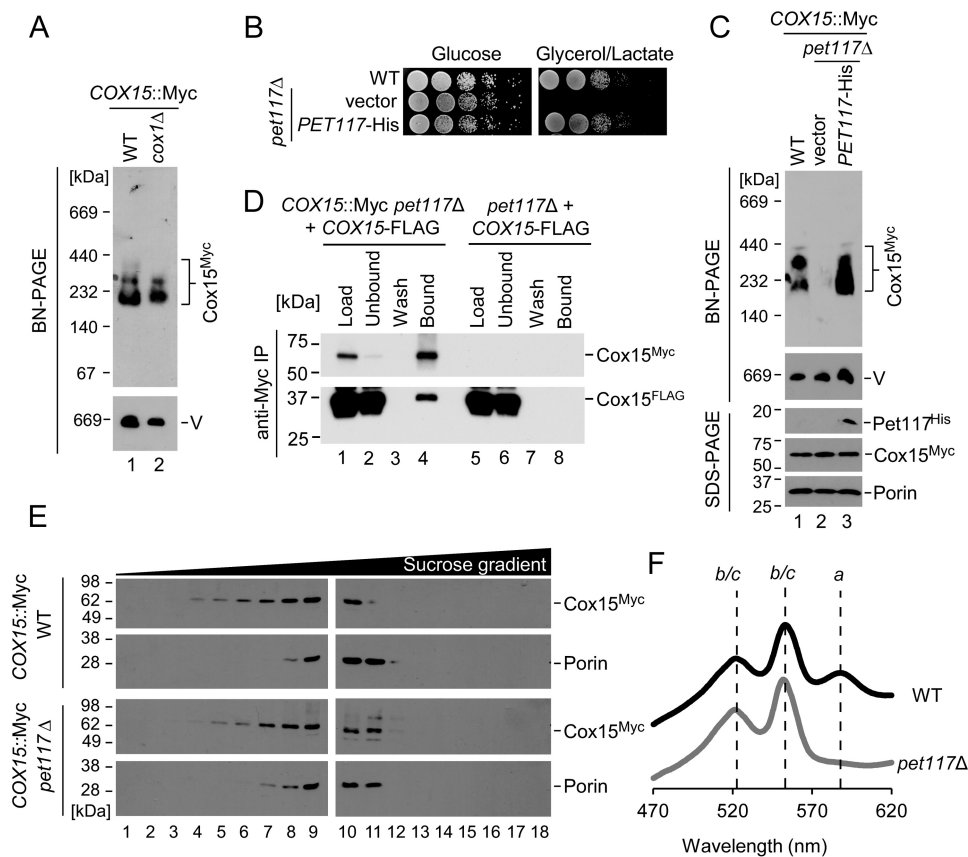 A
COX15::Myc
WT
cox1Δ
[kDa]
669
440
232
140
67
BN-PAGE
Cox15Myc
669
V
1 2
B
Glucose Glycerol/Lactate
WT
vector
PET117-His
pet117Δ
C
COX15::Myc
pet117Δ
WT
vector
PET117-His
[kDa]
669
440
232
140
BN-PAGE
Cox15Myc
669
V
20
Pet117His
75
50
Cox15Myc
37
25
Porin
SDS-PAGE
1 2 3
D
COX15::Myc pet117Δ
+ COX15-FLAG
pet117Δ +
COX15-FLAG
[kDa]
Load
Unbound
Wash
Bound
Load
Unbound
Wash
Bound
75
50
Cox15Myc
37
25
Cox15FLAG
anti-Myc IP
1 2 3 4 5 6 7 8
E
Sucrose gradient
COX15::Myc
WT
98
62
49
Cox15Myc
38
28
Porin
COX15::Myc
pet117Δ
98
62
49
Cox15Myc
38
28
Porin
[kDa]
1 2 3 4 5 6 7 8 9 10 11 12 13 14 15 16 17 18
F
b/c b/c a
WT
pet117Δ
470 520 570 620
Wavelength (nm)